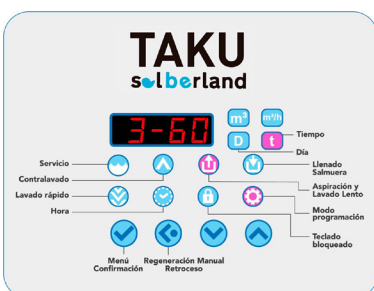 TAKU
solberland
3-60
m³
m³/h
D
t
Tiempo
Día
Servicio
Contralavado
Lavado rápido
Hora
Llenado
Salmuera
Aspiración y
Lavado Lento
Modo
programación
Teclado
bloqueado
Menú
Confirmación
Regeneración Manual
Retroceso